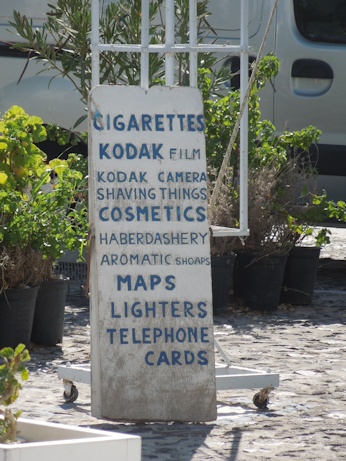 CIGARETTES
KODAK FILM
KODAK CAMERA
SHAVING THINGS
COSMETICS
HABERDASHERY
AROMATIC SHOAPS
MAPS
LIGHTERS
TELEPHONE
CARDS